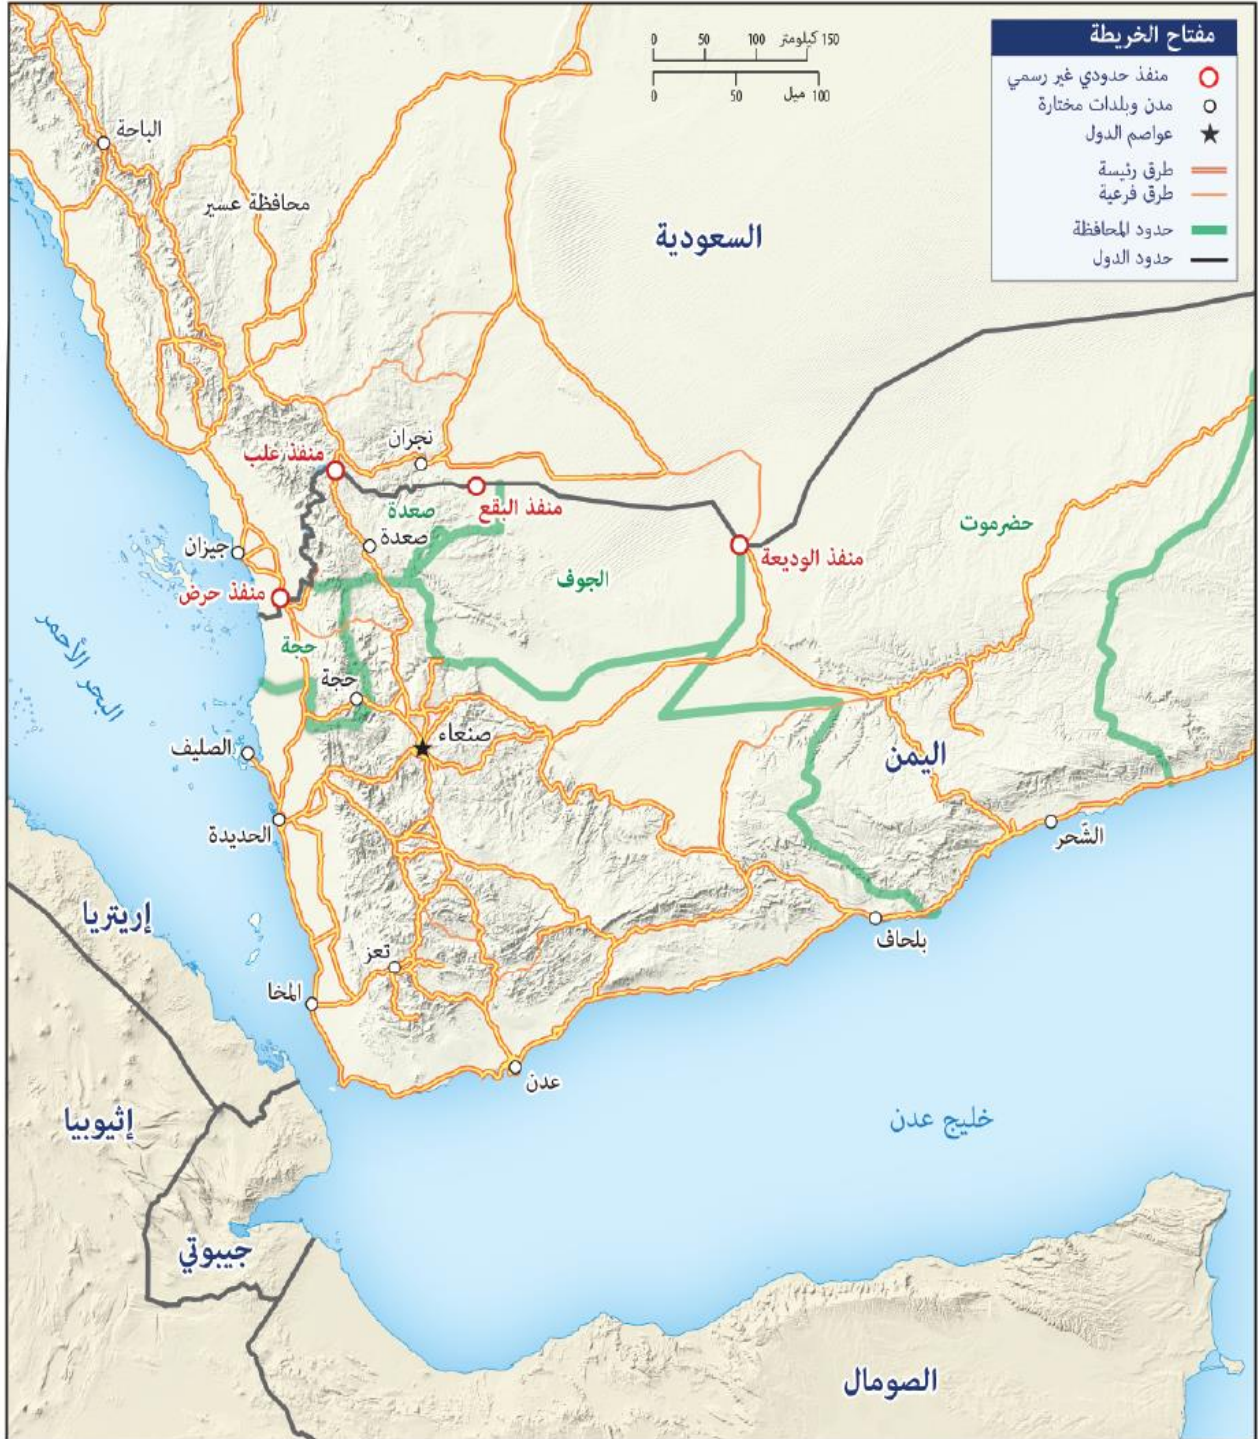 مفتاح الخريطة
منفذ حدودي غير رسمي
مدن وبلدات مختارة
عواصم الدول
طرق رئيسة
طرق فرعية
حدود المحافظة
حدود الدول
0 50 100 150 كيلومتر
0 50 100 ميل
الباحة
محافظة عسير
السعودية
نجران
منفذ علب
منفذ البقع
صعدة
صعدة
حضرموت
جيزان
منفذ الوديعة
الجوف
منفذ حرض
حجة
البحر الأحمر
حجة
صنعاء
الصليف
اليمن
الحديدة
الشّحر
إريتريا
بلحاف
تعز
المخا
عدن
خليج عدن
إثيوبيا
جيبوتي
الصومال